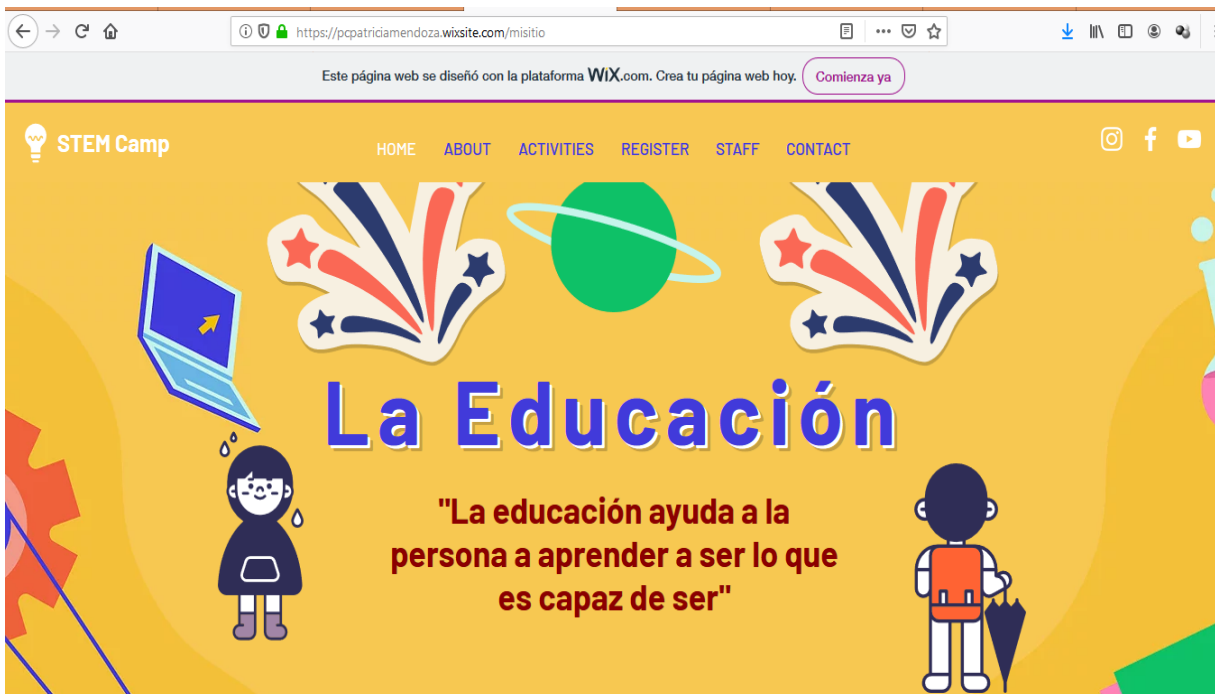 https://pcpatriciamendoza.wixsite.com/misitio
Este página web se diseñó con la plataforma WiX.com. Crea tu página web hoy. Comienza ya
STEM Camp
HOME ABOUT ACTIVITIES REGISTER STAFF CONTACT
La Educación
"La educación ayuda a la
persona a aprender a ser lo que
es capaz de ser"